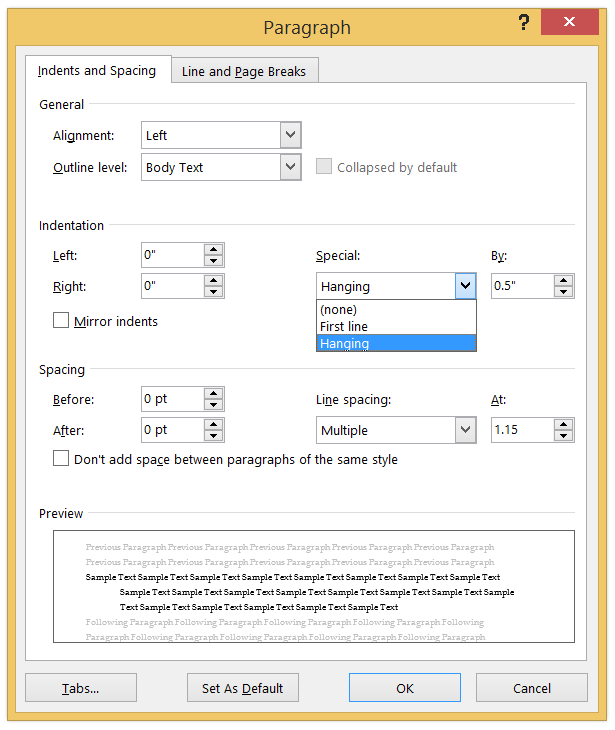 Paragraph
?
Indents and Spacing
Line and Page Breaks
General
Alignment: Left
Outline level: Body Text Collapsed by default
Indentation
Left: 0" Special: By:
Right: 0" Hanging 0.5"
(none)
Mirror indents First line
Hanging
Spacing
Before: 0 pt Line spacing: At:
After: 0 pt Multiple 1.15
Don't add space between paragraphs of the same style
Preview
Previous Paragraph Previous Paragraph Previous Paragraph Previous Paragraph Previous Paragraph
Previous Paragraph Previous Paragraph Previous Paragraph Previous Paragraph Previous Paragraph
Sample Text Sample Text Sample Text Sample Text Sample Text Sample Text Sample Text Sample Text
Sample Text Sample Text Sample Text Sample Text Sample Text Sample Text Sample Text Sample
Text Sample Text Sample Text Sample Text Sample Text Sample Text
Following Paragraph Following Paragraph Following Paragraph Following Paragraph Following
Paragraph Following Paragraph Following Paragraph Following Paragraph Following Paragraph
Tabs... Set As Default OK Cancel